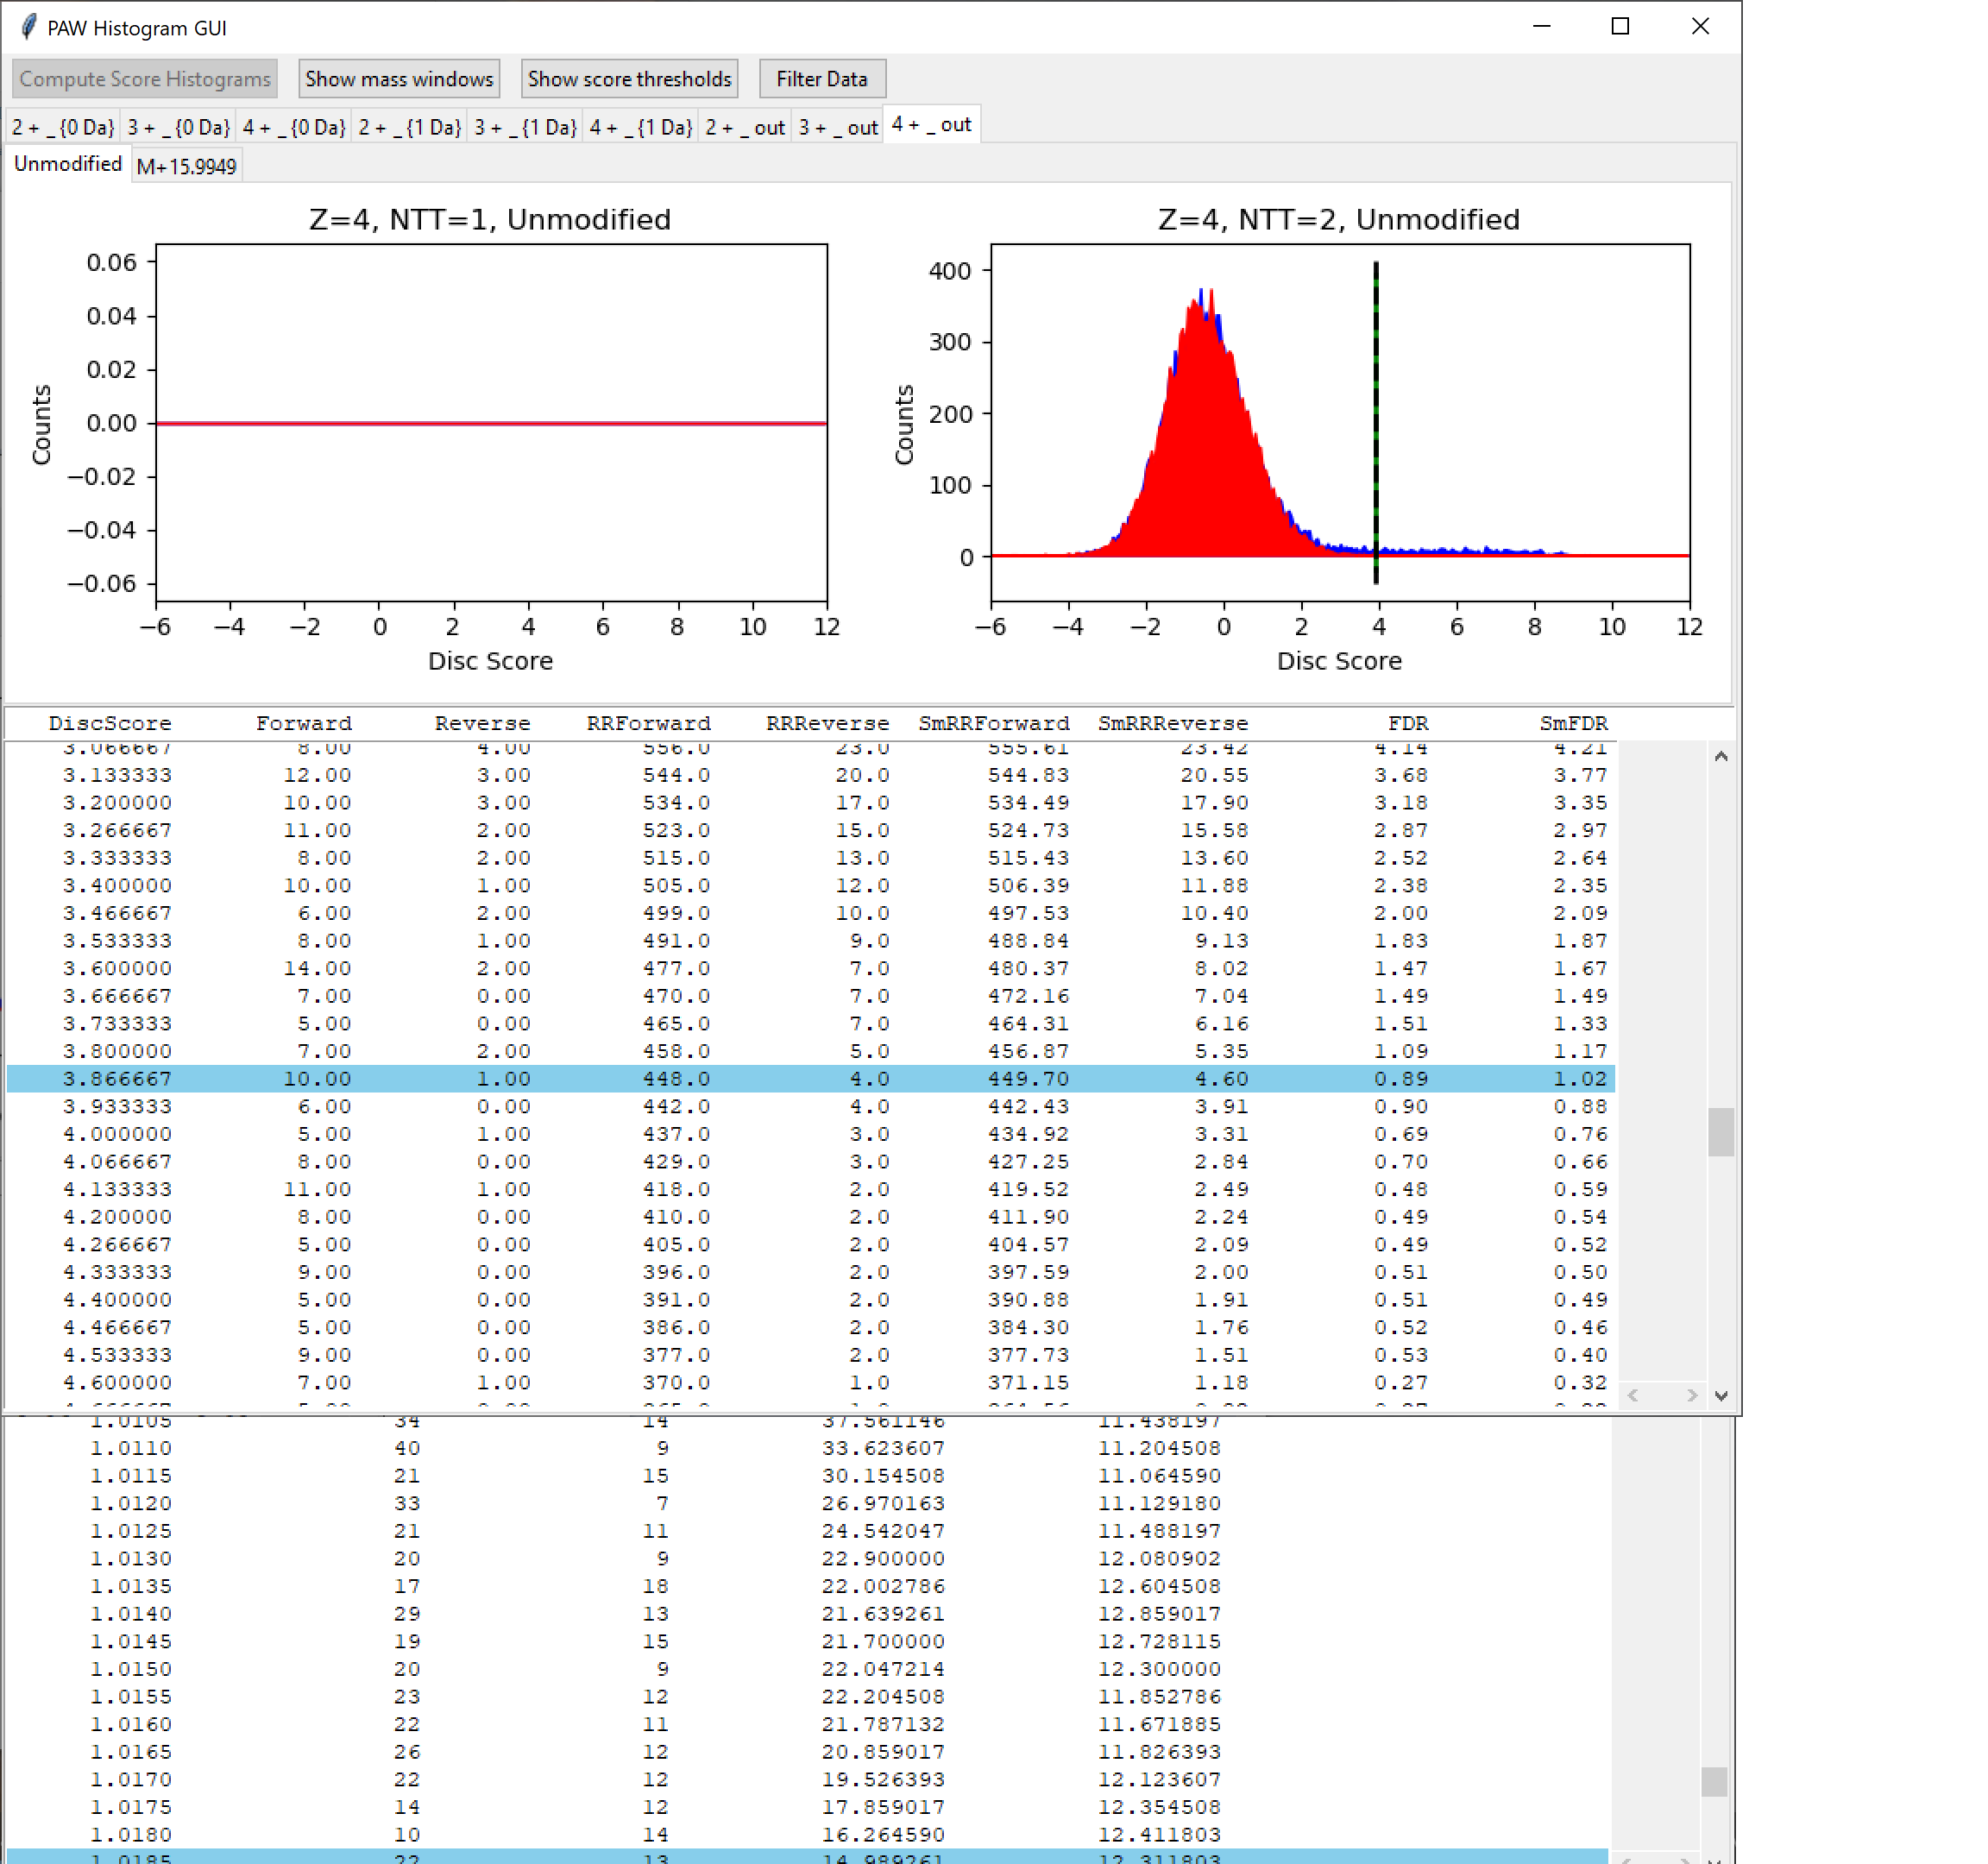 PAW Histogram GUI
Compute Score Histograms Show mass windows Show score thresholds Filter Data
2 + _ {0 Da} 3 + _ {0 Da} 4 + _ {0 Da} 2 + _ {1 Da} 3 + _ {1 Da} 4 + _ {1 Da} 2 + _ out 3 + _ out 4 + _ out
Unmodified M+15.9949
Z=4, NTT=1, Unmodified
0.06
0.04
0.02
0.00
−0.02
−0.04
−0.06
Counts
−6 −4 −2 0 2 4 6 8 10 12
Disc Score
Z=4, NTT=2, Unmodified
400
300
200
100
0
Counts
−6 −4 −2 0 2 4 6 8 10 12
Disc Score
DiscScore Forward Reverse RRForward RRReverse SmRRForward SmRRReverse FDR SmFDR
3.066667 8.00 4.00 556.0 23.0 555.61 23.42 4.14 4.21
3.133333 12.00 3.00 544.0 20.0 544.83 20.55 3.68 3.77
3.200000 10.00 3.00 534.0 17.0 534.49 17.90 3.18 3.35
3.266667 11.00 2.00 523.0 15.0 524.73 15.58 2.87 2.97
3.333333 8.00 2.00 515.0 13.0 515.43 13.60 2.52 2.64
3.400000 10.00 1.00 505.0 12.0 506.39 11.88 2.38 2.35
3.466667 6.00 2.00 499.0 10.0 497.53 10.40 2.00 2.09
3.533333 8.00 1.00 491.0 9.0 488.84 9.13 1.83 1.87
3.600000 14.00 2.00 477.0 7.0 480.37 8.02 1.47 1.67
3.666667 7.00 0.00 470.0 7.0 472.16 7.04 1.49 1.49
3.733333 5.00 0.00 465.0 7.0 464.31 6.16 1.51 1.33
3.800000 7.00 2.00 458.0 5.0 456.87 5.35 1.09 1.17
3.866667 10.00 1.00 448.0 4.0 449.70 4.60 0.89 1.02
3.933333 6.00 0.00 442.0 4.0 442.43 3.91 0.90 0.88
4.000000 5.00 1.00 437.0 3.0 434.92 3.31 0.69 0.76
4.066667 8.00 0.00 429.0 3.0 427.25 2.84 0.70 0.66
4.133333 11.00 1.00 418.0 2.0 419.52 2.49 0.48 0.59
4.200000 8.00 0.00 410.0 2.0 411.90 2.24 0.49 0.54
4.266667 5.00 0.00 405.0 2.0 404.57 2.09 0.49 0.52
4.333333 9.00 0.00 396.0 2.0 397.59 2.00 0.51 0.50
4.400000 5.00 0.00 391.0 2.0 390.88 1.91 0.51 0.49
4.466667 5.00 0.00 386.0 2.0 384.30 1.76 0.52 0.46
4.533333 9.00 0.00 377.0 2.0 377.73 1.51 0.53 0.40
4.600000 7.00 1.00 370.0 1.0 371.15 1.18 0.27 0.32
1.0105 34 14 37.561146 11.438197
1.0110 40 9 33.623607 11.204508
1.0115 21 15 30.154508 11.064590
1.0120 33 7 26.970163 11.129180
1.0125 21 11 24.542047 11.488197
1.0130 20 9 22.900000 12.080902
1.0135 17 18 22.002786 12.604508
1.0140 29 13 21.639261 12.859017
1.0145 19 15 21.700000 12.728115
1.0150 20 9 22.047214 12.300000
1.0155 23 12 22.204508 11.852786
1.0160 22 11 21.787132 11.671885
1.0165 26 12 20.859017 11.826393
1.0170 22 12 19.526393 12.123607
1.0175 14 12 17.859017 12.354508
1.0180 10 14 16.264590 12.411803
1.0185 22 13 14.989261 12.311803